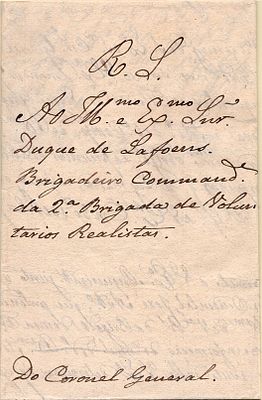 R. L.
Ao Ill.mo e Ex.mo Snr.
Duque de Lafoens.
Brigadeiro Command.e
da 2.a Brigada de Volun
tarios Realistas.
Do Coronel General.